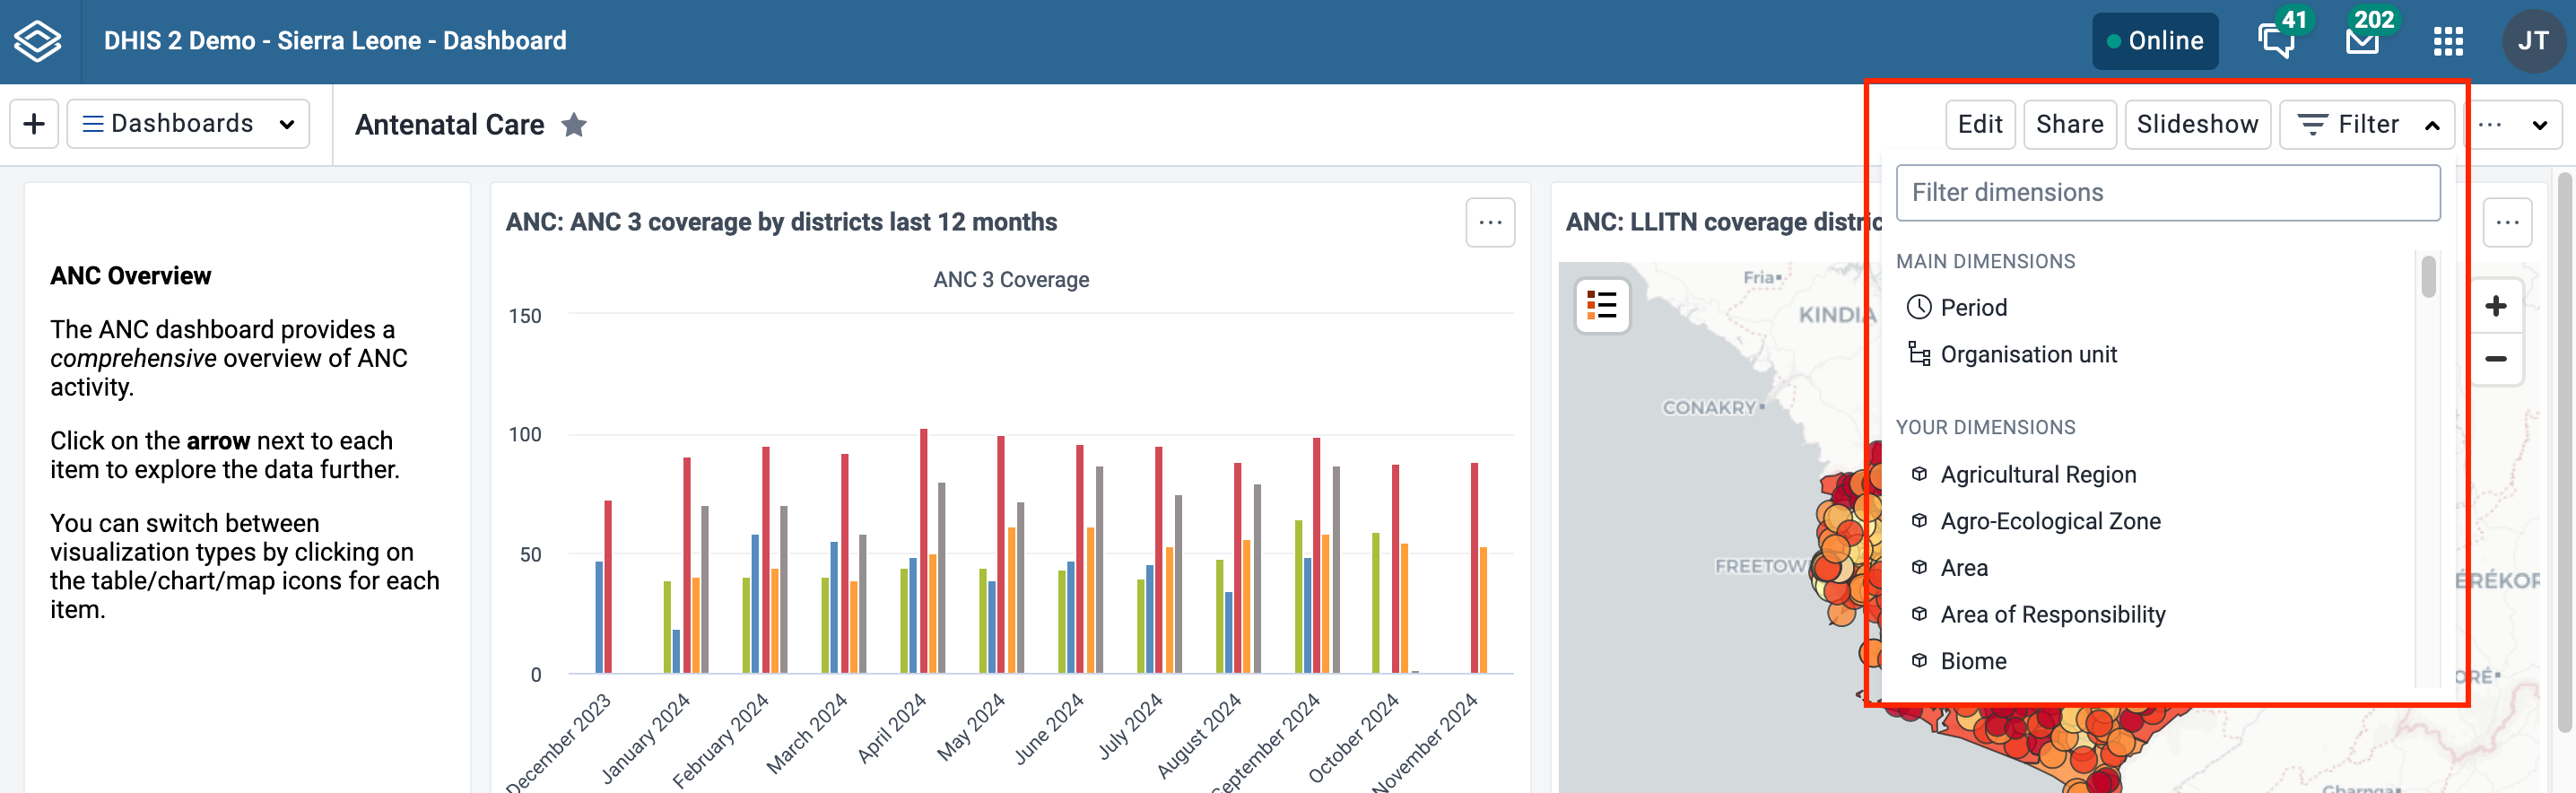 DHIS 2 Demo - Sierra Leone - Dashboard
Online
41
202
JT
Dashboards
Antenatal Care
Edit
Share
Slideshow
Filter
ANC Overview
The ANC dashboard provides a
comprehensive overview of ANC
activity.
Click on the arrow next to each
item to explore the data further.
You can switch between
visualization types by clicking on
the table/chart/map icons for each
item.
ANC: ANC 3 coverage by districts last 12 months
ANC 3 Coverage
150
100
50
0
December 2023
January 2024
February 2024
March 2024
April 2024
May 2024
June 2024
July 2024
August 2024
September 2024
October 2024
November 2024
ANC: LLITN coverage distric
Fria
KINDIA
CONAKRY
FREETOW
Filter dimensions
MAIN DIMENSIONS
Period
Organisation unit
YOUR DIMENSIONS
Agricultural Region
Agro-Ecological Zone
Area
Area of Responsibility
Biome